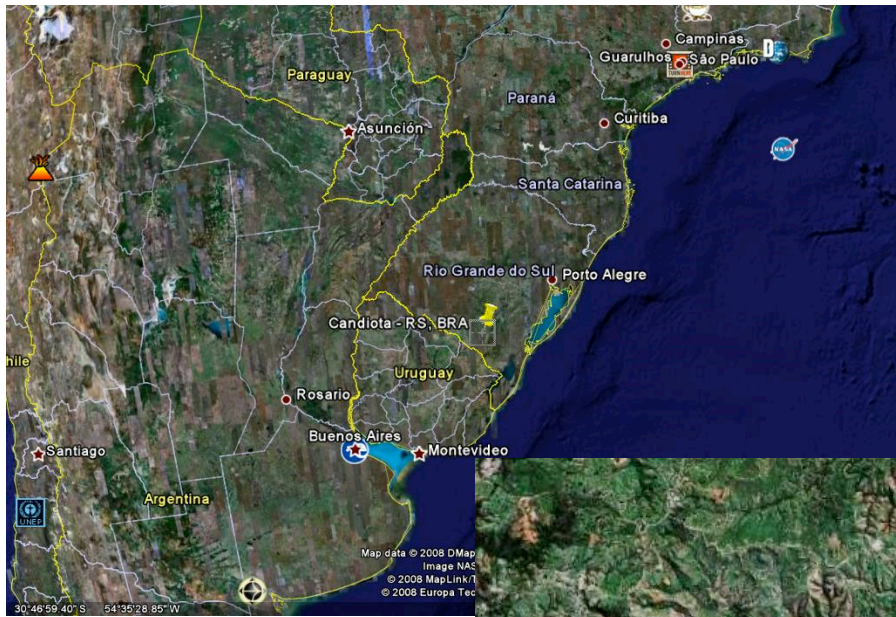 Campinas
D
Guarulhos
São Paulo
Paraguay
Paraná
Asunción
Curitiba
NASA
Santa Catarina
Rio Grande do Sul
Porto Alegre
Candiota - RS, BRA
hile
Uruguay
Rosario
Buenos Aires
Santiago
Montevideo
Argentina
UNEP
Map data © 2008 DMap
Image NAS
© 2008 MapLink/T
© 2008 Europa Tec
30°46'59.40" S 54°35'28.85" W